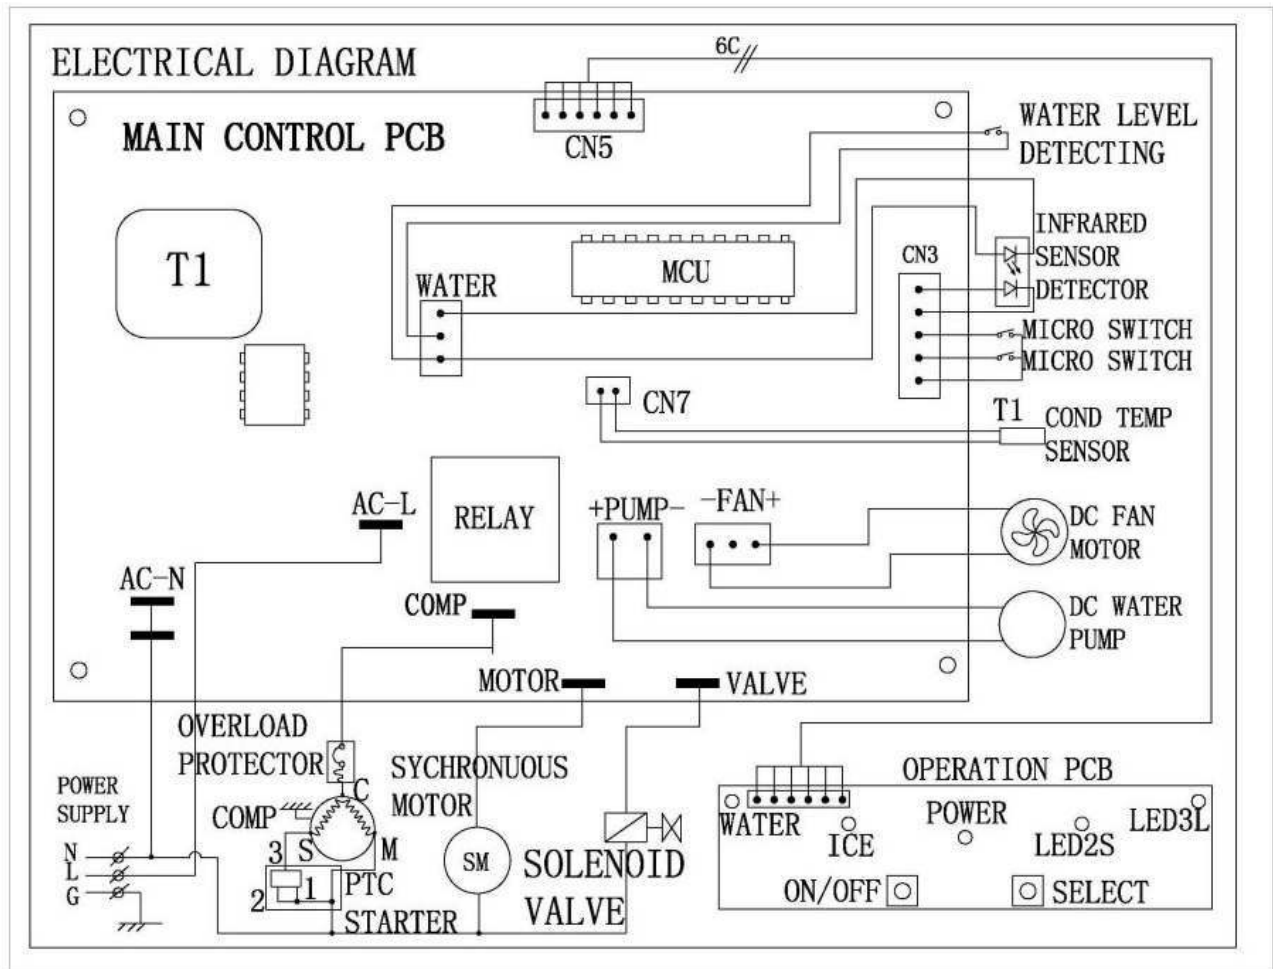 ELECTRICAL DIAGRAM
6C
MAIN CONTROL PCB
CN5
WATER LEVEL
DETECTING
T1
MCU
WATER
CN3
INFRARED
SENSOR
DETECTOR
MICRO SWITCH
MICRO SWITCH
CN7
T1
COND TEMP
SENSOR
AC-L
RELAY
+PUMP-
-FAN+
DC FAN
MOTOR
AC-N
COMP
DC WATER
PUMP
MOTOR
VALVE
OVERLOAD
PROTECTOR
SYCHRONUOUS
MOTOR
POWER
SUPPLY
C
COMP
S
M
3
N
L
G
2
1
PTC
STARTER
SM
SOLENOID
VALVE
OPERATION PCB
WATER
ICE
POWER
LED2S
LED3L
ON/OFF
SELECT